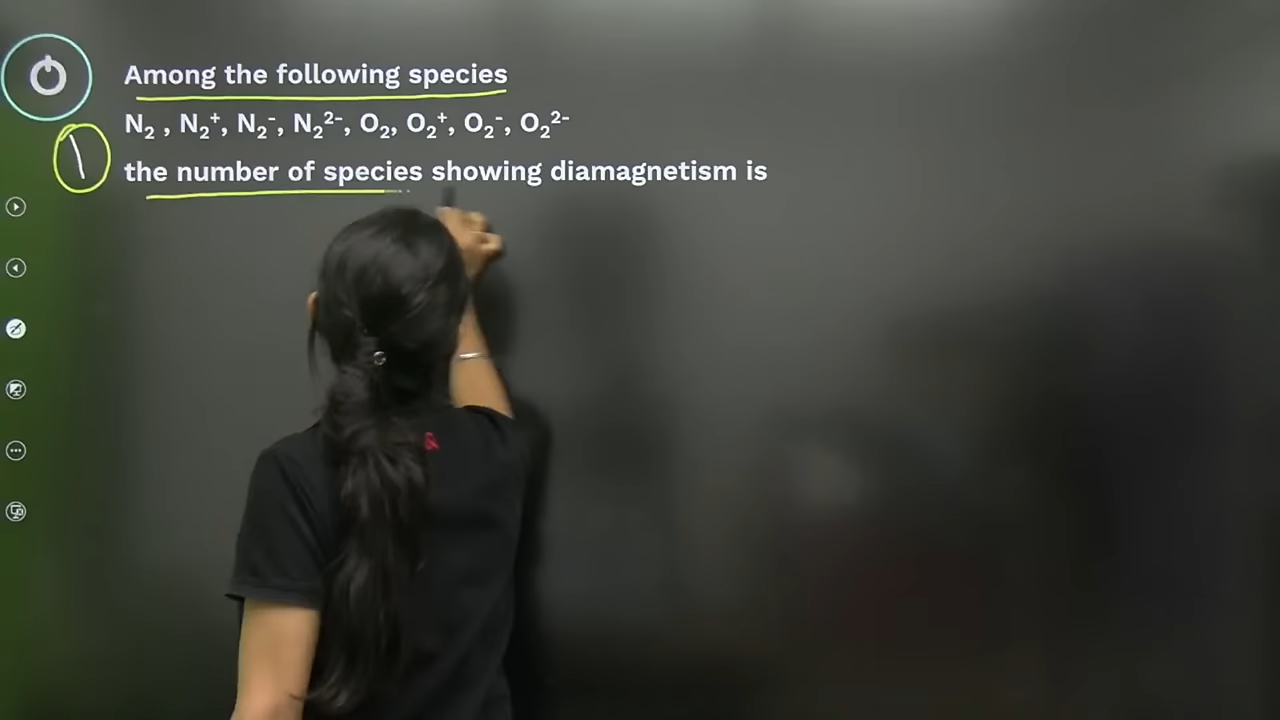 Among the following species
N₂ , N₂⁺, N₂⁻, N₂²⁻, O₂, O₂⁺, O₂⁻, O₂²⁻
1
the number of species showing diamagnetism is